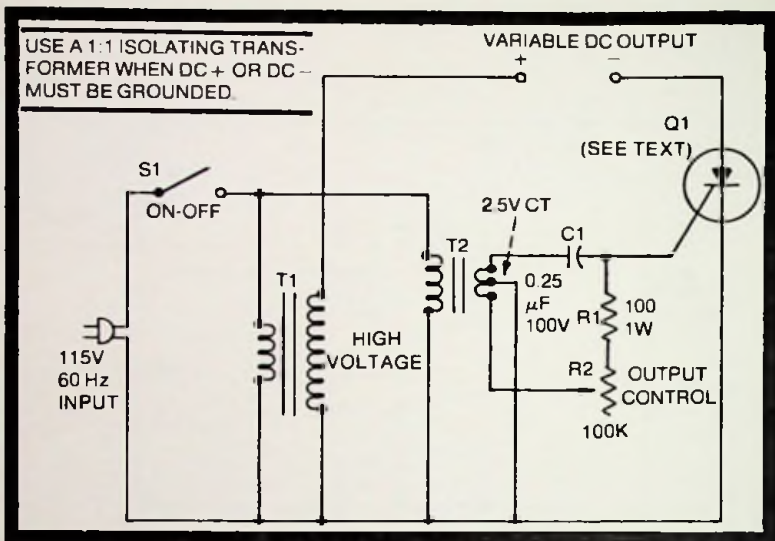 USE A 1:1 ISOLATING TRANS-
FORMER WHEN DC + OR DC –
MUST BE GROUNDED.
VARIABLE DC OUTPUT
+ –
Q1
(SEE TEXT)
S1
ON-OFF
2.5V CT
C1
T2
T1
0.25
µF
100V
R1
100
1W
HIGH
VOLTAGE
115V
60 Hz
INPUT
R2
OUTPUT
CONTROL
100K